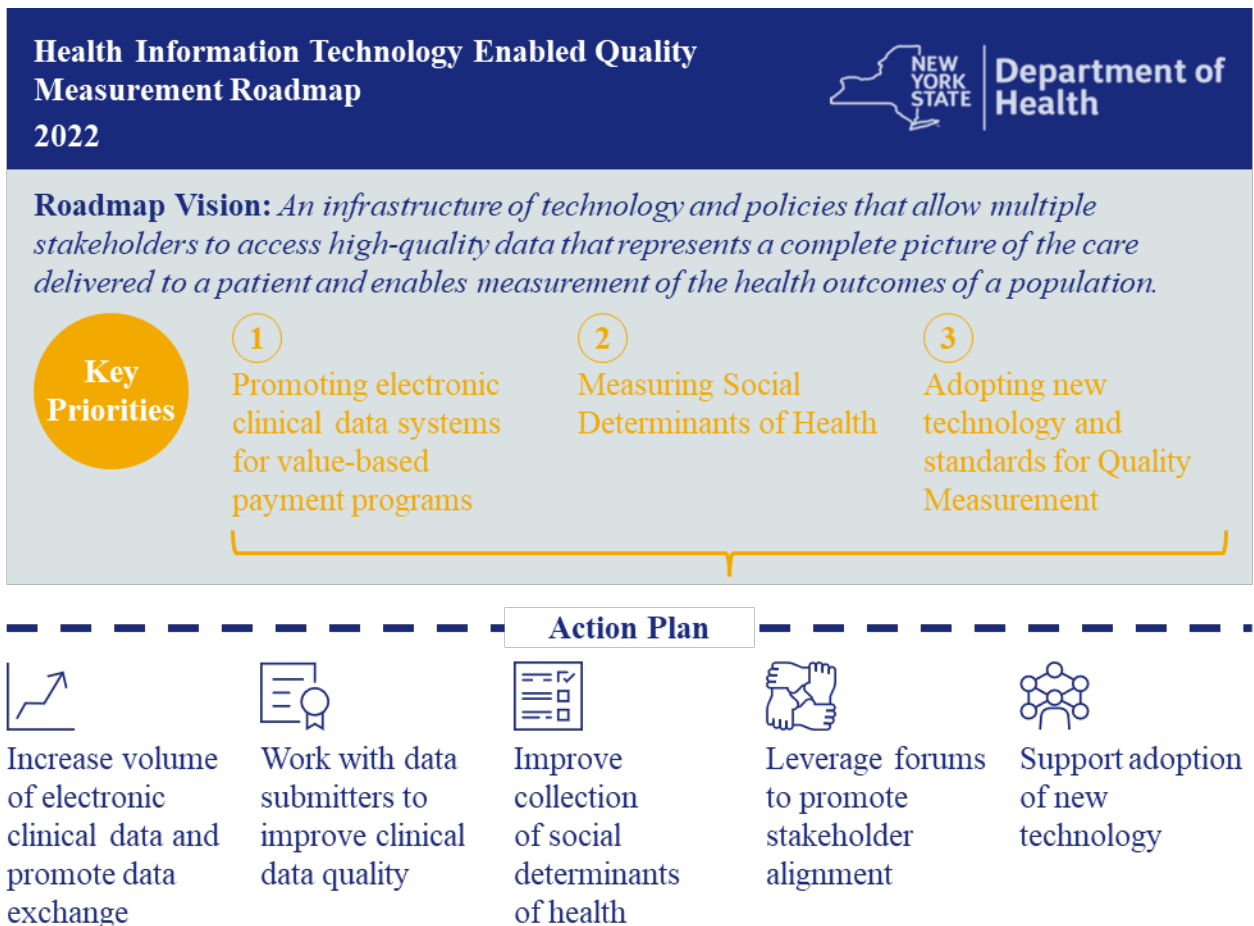 Health Information Technology Enabled Quality
Measurement Roadmap
2022
NEW
YORK
STATE
Department of
Health
Roadmap Vision: An infrastructure of technology and policies that allow multiple
stakeholders to access high-quality data that represents a complete picture of the care
delivered to a patient and enables measurement of the health outcomes of a population.
Key
Priorities
1
Promoting electronic
clinical data systems
for value-based
payment programs
2
Measuring Social
Determinants of Health
3
Adopting new
technology and
standards for Quality
Measurement
Action Plan
Increase volume
of electronic
clinical data and
promote data
exchange
Work with data
submitters to
improve clinical
data quality
Improve
collection
of social
determinants
of health
Leverage forums
to promote
stakeholder
alignment
Support adoption
of new
technology